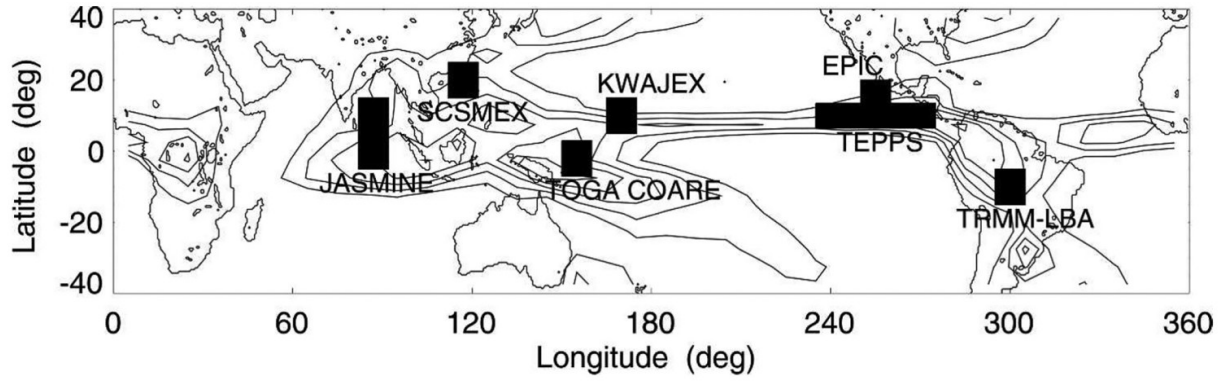 40
20
0
-20
-40
Latitude (deg)
EPIC
KWAJEX
SCSMEX
TEPPS
JASMINE
TOGA COARE
TRMM-LBA
0 60 120 180 240 300 360
Longitude (deg)